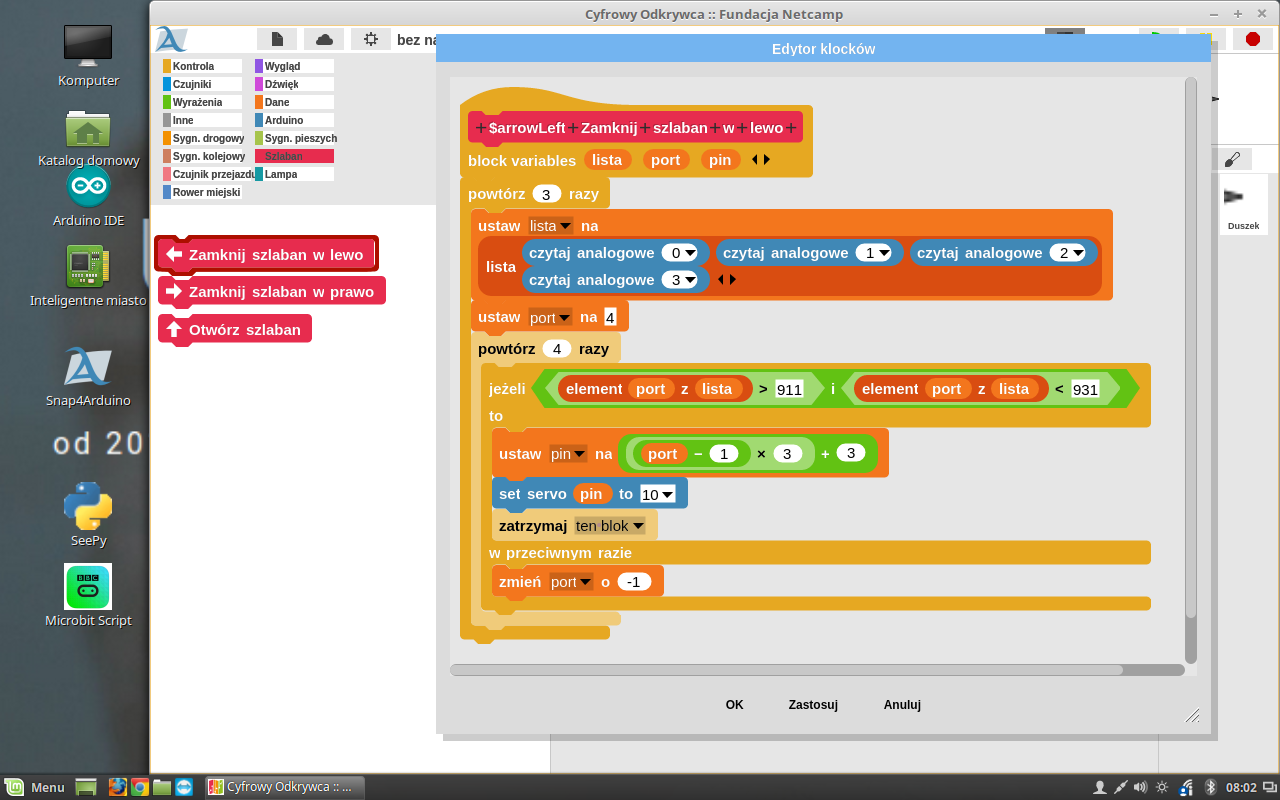 Cyfrowy Odkrywca :: Fundacja Netcamp
bez na
Edytor klocków
Komputer
Katalog domowy
Arduino IDE
Inteligentne miasto
Snap4Arduino
od 20
SeePy
BBC
Microbit Script
Kontrola
Wygląd
Czujniki
Dźwięk
Wyrażenia
Dane
Inne
Arduino
Sygn. drogowy
Sygn. pieszych
Sygn. kolejowy
Szlaban
Czujnik przejazdu
Lampa
Rower miejski
Zamknij szlaban w lewo
Zamknij szlaban w prawo
Otwórz szlaban
+ $arrowLeft + Zamknij + szlaban + w + lewo +
block variables lista port pin
powtórz 3 razy
ustaw lista na
lista czytaj analogowe 0 czytaj analogowe 1 czytaj analogowe 2
czytaj analogowe 3
ustaw port na 4
powtórz 4 razy
jeżeli element port z lista > 911 i element port z lista < 931
to
ustaw pin na port − 1 × 3 + 3
set servo pin to 10
zatrzymaj ten blok
w przeciwnym razie
zmień port o -1
OK Zastosuj Anuluj
Duszek
Menu
Cyfrowy Odkrywca :: ...
08:02